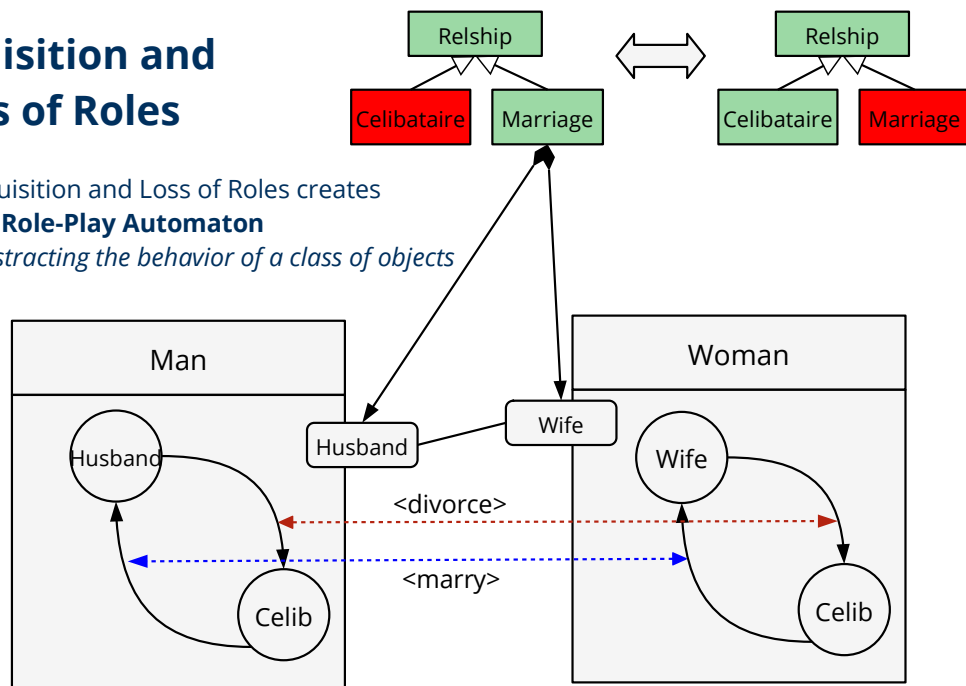 isition and
s of Roles
uisition and Loss of Roles creates
Role-Play Automaton
stracting the behavior of a class of objects
Relship
Celibataire
Marriage
Relship
Celibataire
Marriage
Man
Woman
Husband
Wife
Husband
Celib
Wife
Celib
<divorce>
<marry>